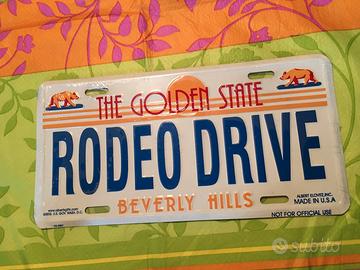 THE GOLDEN STATE
RODEO DRIVE
BEVERLY HILLS
ALBERT ELOVITZ, INC.
MADE IN U.S.A
NOT FOR OFFICIAL USE
subito